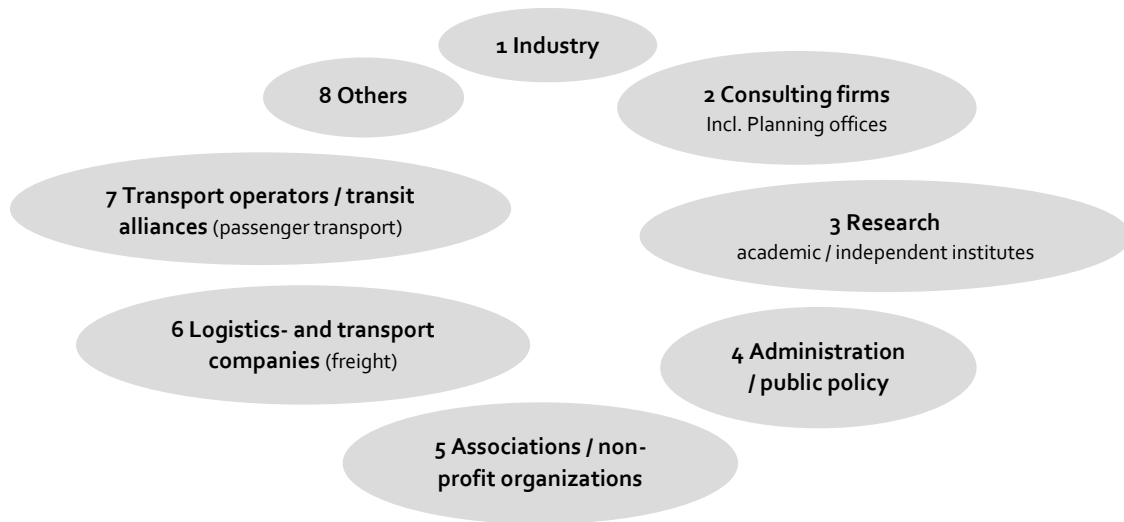 1 Industry
2 Consulting firms
Incl. Planning offices
3 Research
academic / independent institutes
4 Administration
/ public policy
5 Associations / non-
profit organizations
6 Logistics- and transport
companies (freight)
7 Transport operators / transit
alliances (passenger transport)
8 Others